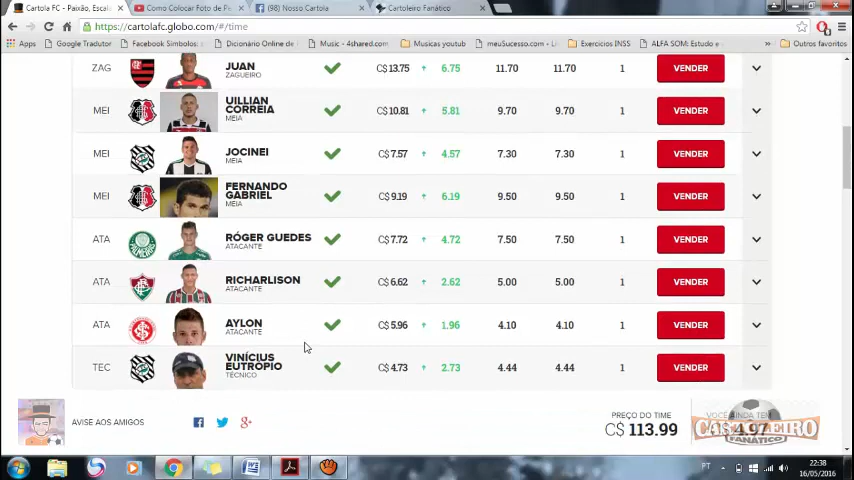 Cartola FC - Paixão, Escala
Como Colocar Foto de Pe
(98) Nosso Cartola
Cartoleiro Fanático
https://cartolafc.globo.com/#/time
Apps
Google Tradutor
Facebook Símbolos:
Dicionário Online de
Music - 4shared.com
Musicas youtub
meuSucesso.com
Exercicios INSS
ALFA SOM: Estudo e
»
Outros favoritos
ZAG JUAN C$ 13.75 6.75 11.70 11.70 1 VENDER
ZAGUEIRO
MEI UILLIAN CORREIA C$ 10.81 5.81 9.70 9.70 1 VENDER
MEIA
MEI JOCINEI C$ 7.57 4.57 7.30 7.30 1 VENDER
MEIA
MEI FERNANDO GABRIEL C$ 9.19 6.19 9.50 9.50 1 VENDER
MEIA
ATA RÓGER GUEDES C$ 7.72 4.72 7.50 7.50 1 VENDER
ATACANTE
ATA RICHARLISON C$ 6.62 2.62 5.00 5.00 1 VENDER
ATACANTE
ATA AYLON C$ 5.96 1.96 4.10 4.10 1 VENDER
ATACANTE
TEC VINÍCIUS EUTRÓPIO C$ 4.73 2.73 4.44 4.44 1 VENDER
TÉCNICO
AVISE AOS AMIGOS
PREÇO DO TIME
C$ 113.99
VOCÊ AINDA TEM
C$ 4.97
CARTOLEIRO
FANÁTICO
PT
22:38
16/05/2016